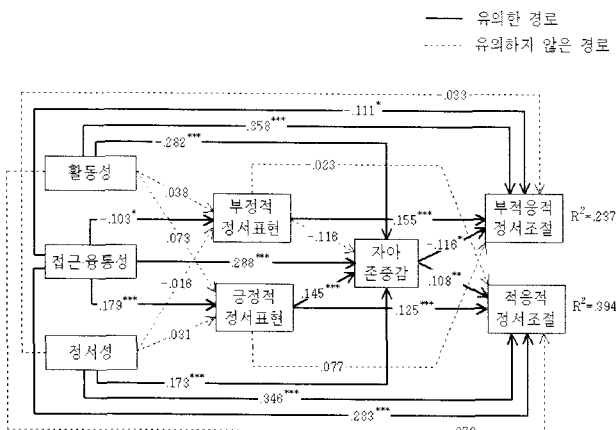 유의한 경로
유의하지 않은 경로
-.033
-.111*
.358***
-.282***
.023
활동성
.038
부정적
정서표현
부적응적
정서조절
R²=.237
-.103*
.073
.155***
-.116
자아
존중감
-.116*
접근융통성
.288***
-.018
.108**
긍정적
정서표현
.145***
적응적
정서조절
R²=.394
.179***
.125***
.031
정서성
.077
.173***
.346***
.283***